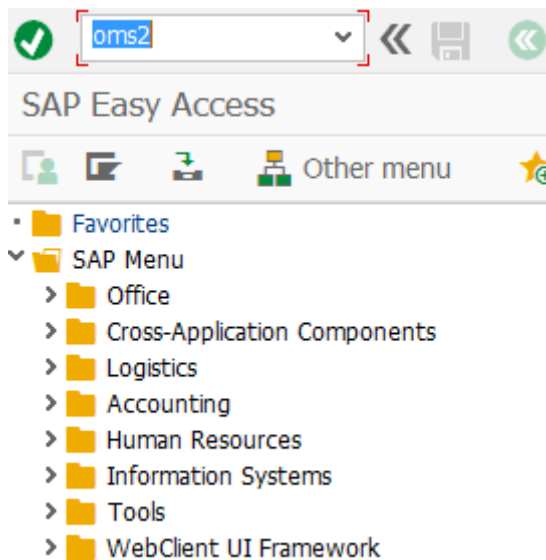 oms2
SAP Easy Access
Other menu
Favorites
SAP Menu
Office
Cross-Application Components
Logistics
Accounting
Human Resources
Information Systems
Tools
WebClient UI Framework